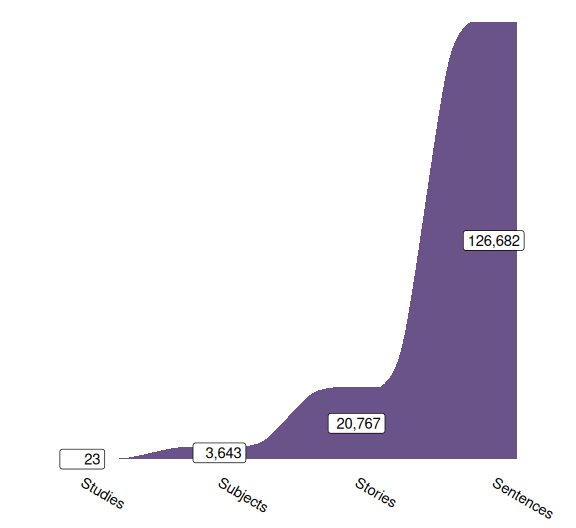 126,682
20,767
3,643
23
Studies
Subjects
Stories
Sentences